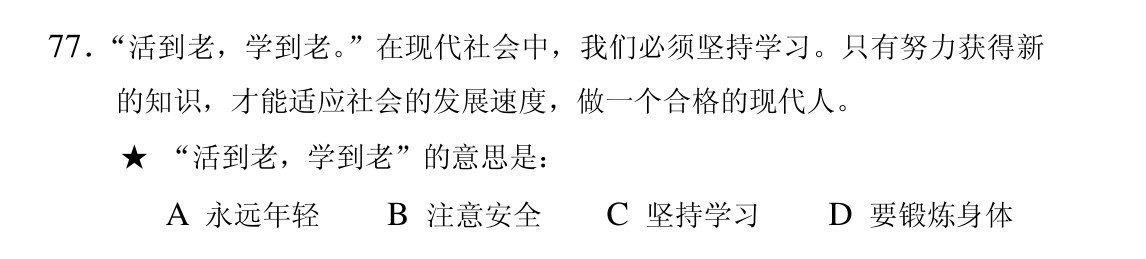 77.“活到老，学到老。”在现代社会中，我们必须坚持学习。只有努力获得新
的知识，才能适应社会的发展速度，做一个合格的现代人。
★ “活到老，学到老”的意思是：
A 永远年轻 B 注意安全 C 坚持学习 D 要锻炼身体